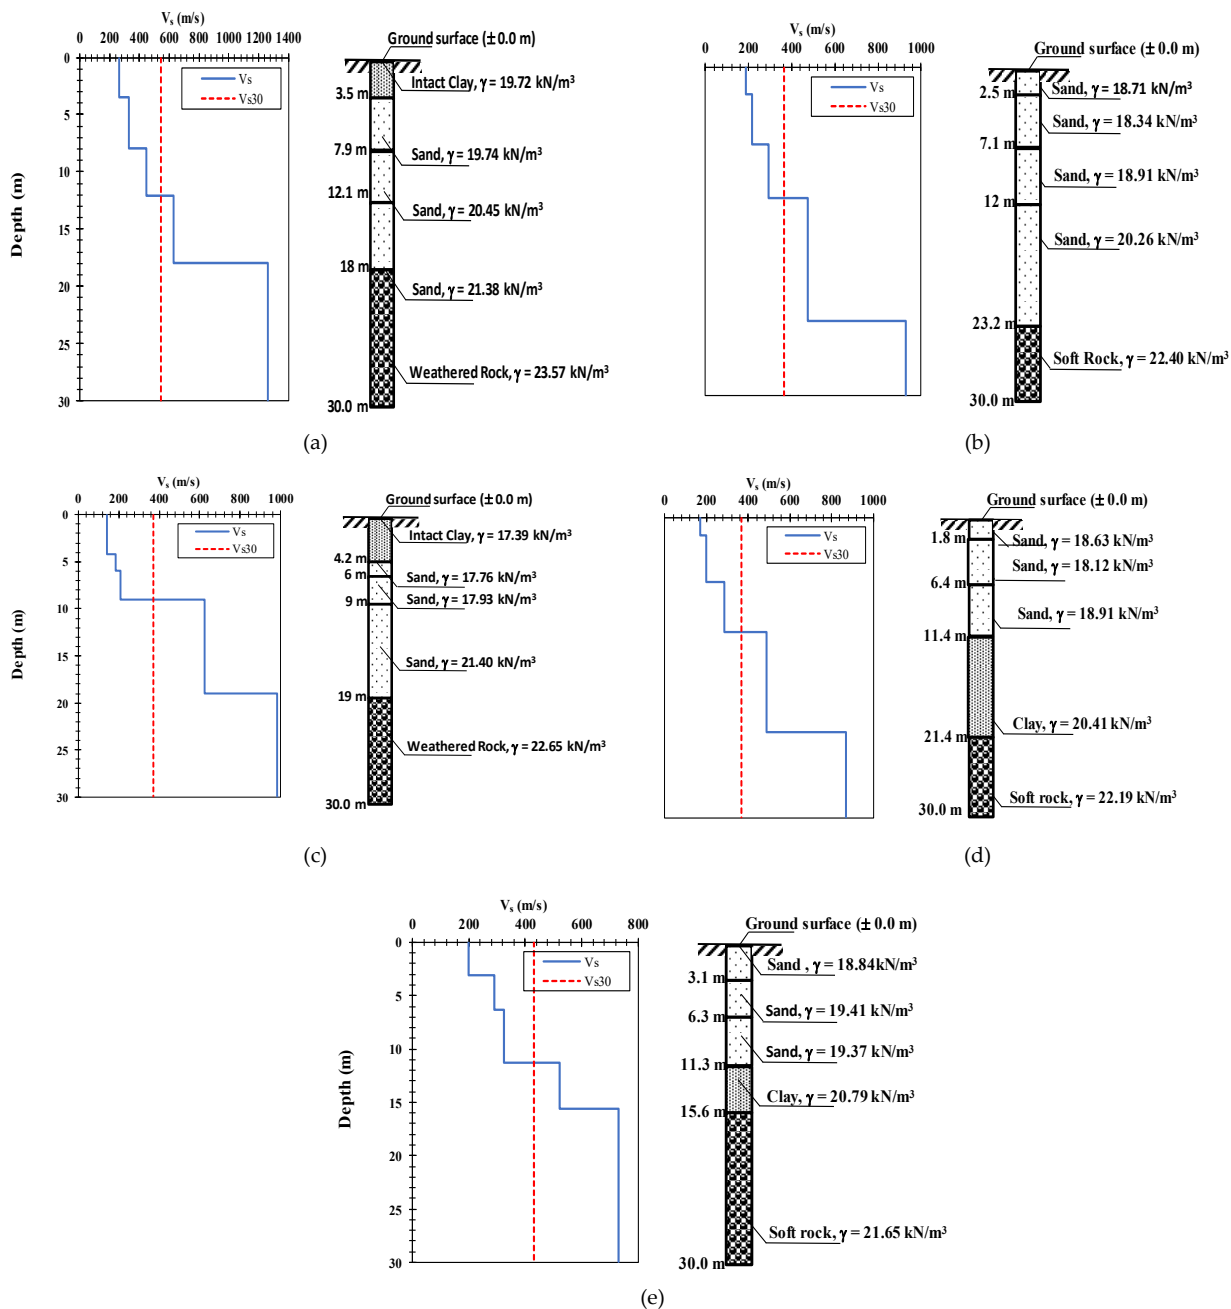 Vs (m/s)
0 200 400 600 800 1000 1200 1400
Depth (m)
0
5
10
15
20
25
30
Vs
Vs30
Ground surface (± 0.0 m)
Intact Clay, γ = 19.72 kN/m³
3.5 m
Sand, γ = 19.74 kN/m³
7.9 m
12.1 m
Sand, γ = 20.45 kN/m³
18 m
Sand, γ = 21.38 kN/m³
Weathered Rock, γ = 23.57 kN/m³
30.0 m
(a)
Vs (m/s)
0 200 400 600 800 1000
Vs
Vs30
Ground surface (± 0.0 m)
Sand, γ = 18.71 kN/m³
2.5 m
Sand, γ = 18.34 kN/m³
7.1 m
Sand, γ = 18.91 kN/m³
12 m
Sand, γ = 20.26 kN/m³
23.2 m
Soft Rock, γ = 22.40 kN/m³
30.0 m
(b)
Vs (m/s)
0 200 400 600 800 1000
Depth (m)
0
5
10
15
20
25
30
Vs
Vs30
Ground surface (± 0.0 m)
Intact Clay, γ = 17.39 kN/m³
4.2 m
6 m
Sand, γ = 17.76 kN/m³
Sand, γ = 17.93 kN/m³
9 m
Sand, γ = 21.40 kN/m³
19 m
Weathered Rock, γ = 22.65 kN/m³
30.0 m
(c)
Vs (m/s)
0 200 400 600 800 1000
Vs
Vs30
Ground surface (± 0.0 m)
1.8 m
Sand, γ = 18.63 kN/m³
Sand, γ = 18.12 kN/m³
6.4 m
Sand, γ = 18.91 kN/m³
11.4 m
Clay, γ = 20.41 kN/m³
21.4 m
Soft rock, γ = 22.19 kN/m³
30.0 m
(d)
Vs (m/s)
0 200 400 600 800
Depth (m)
0
5
10
15
20
25
30
Vs
Vs30
Ground surface (± 0.0 m)
Sand , γ = 18.84kN/m³
3.1 m
Sand, γ = 19.41 kN/m³
6.3 m
Sand, γ = 19.37 kN/m³
11.3 m
Clay, γ = 20.79 kN/m³
15.6 m
Soft rock, γ = 21.65 kN/m³
30.0 m
(e)